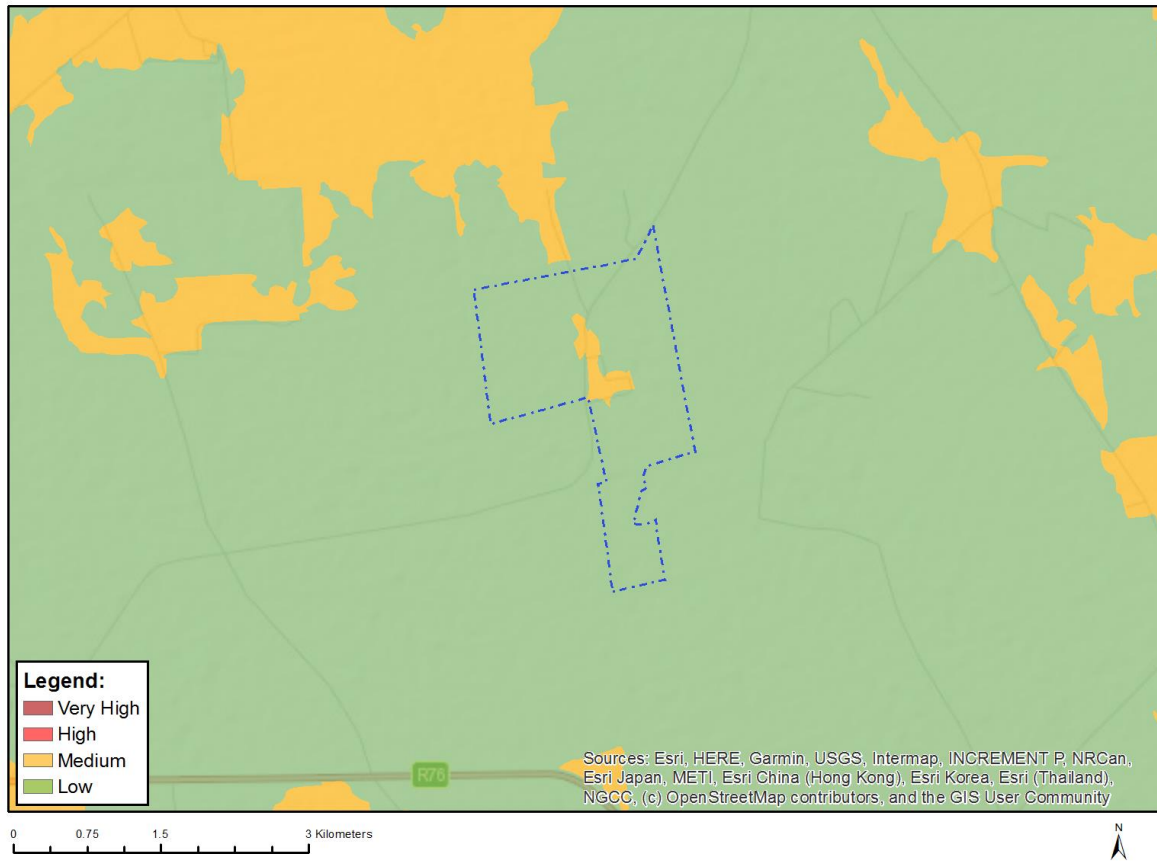 Legend:
Very High
High
Medium
Low
R76
Sources: Esri, HERE, Garmin, USGS, Intermap, INCREMENT P, NRCan,
Esri Japan, METI, Esri China (Hong Kong), Esri Korea, Esri (Thailand),
NGCC, (c) OpenStreetMap contributors, and the GIS User Community
0 0.75 1.5 3 Kilometers
N